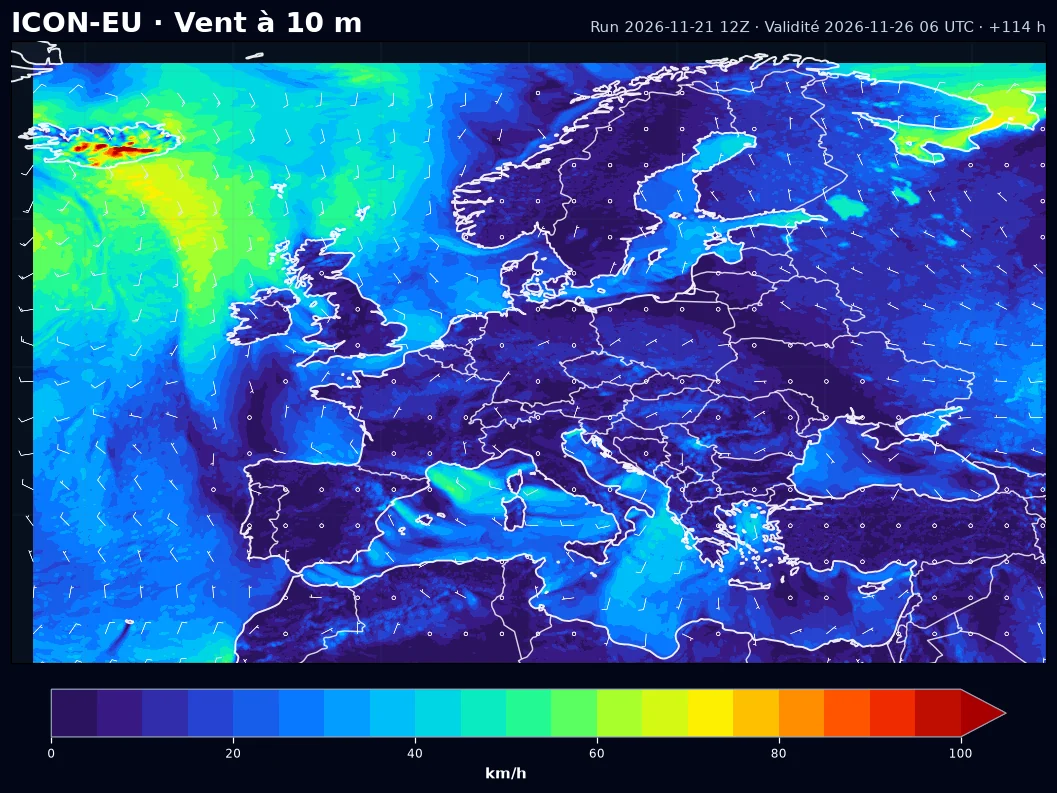 ICON-EU · Vent à 10 m
Run 2026-11-21 12Z · Validité 2026-11-26 06 UTC · +114 h
0 20 40 60 80 100
km/h